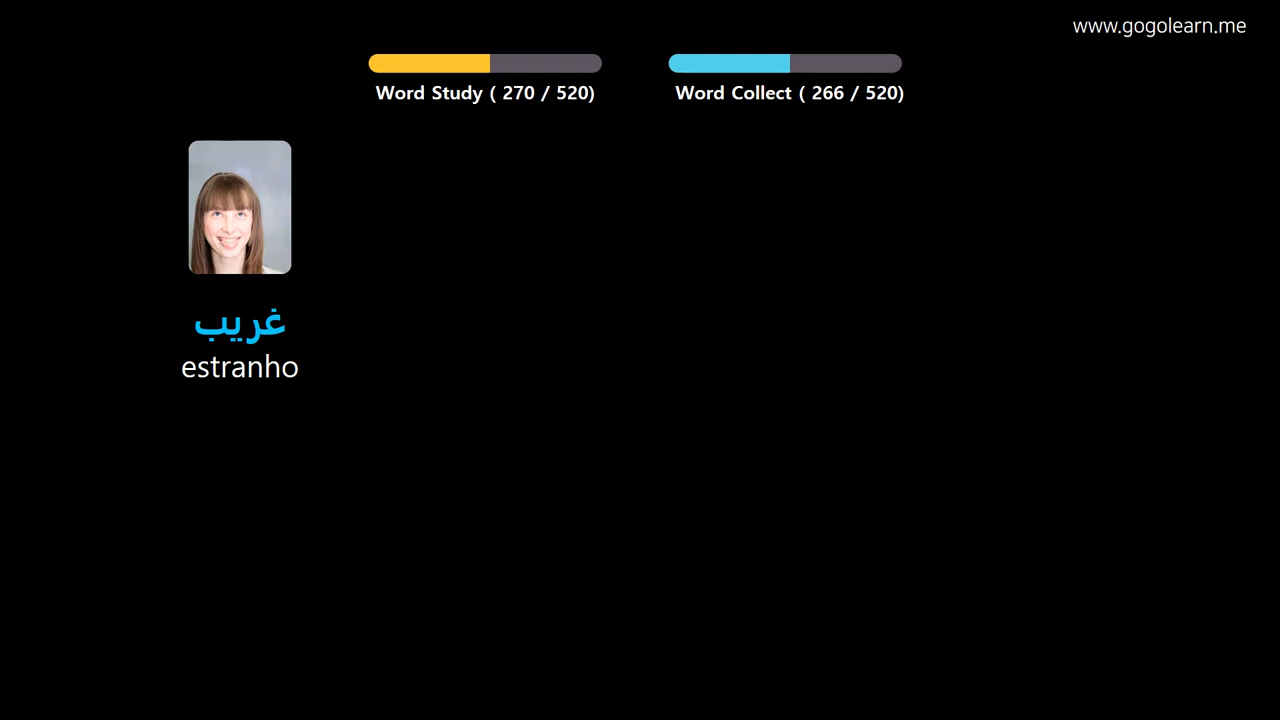 www.gogolearn.me
Word Study ( 270 / 520)
Word Collect ( 266 / 520)
غريب
estranho